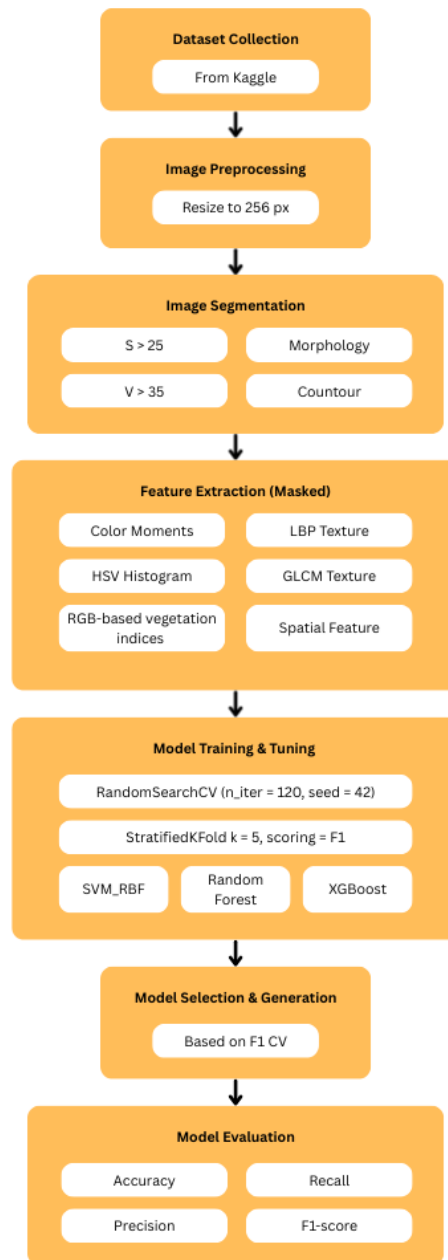 Dataset Collection
From Kaggle
Image Preprocessing
Resize to 256 px
Image Segmentation
S > 25
Morphology
V > 35
Countour
Feature Extraction (Masked)
Color Moments
LBP Texture
HSV Histogram
GLCM Texture
RGB-based vegetation
indices
Spatial Feature
Model Training & Tuning
RandomSearchCV (n_iter = 120, seed = 42)
StratifiedKFold k = 5, scoring = F1
SVM_RBF
Random
Forest
XGBoost
Model Selection & Generation
Based on F1 CV
Model Evaluation
Accuracy
Recall
Precision
F1-score